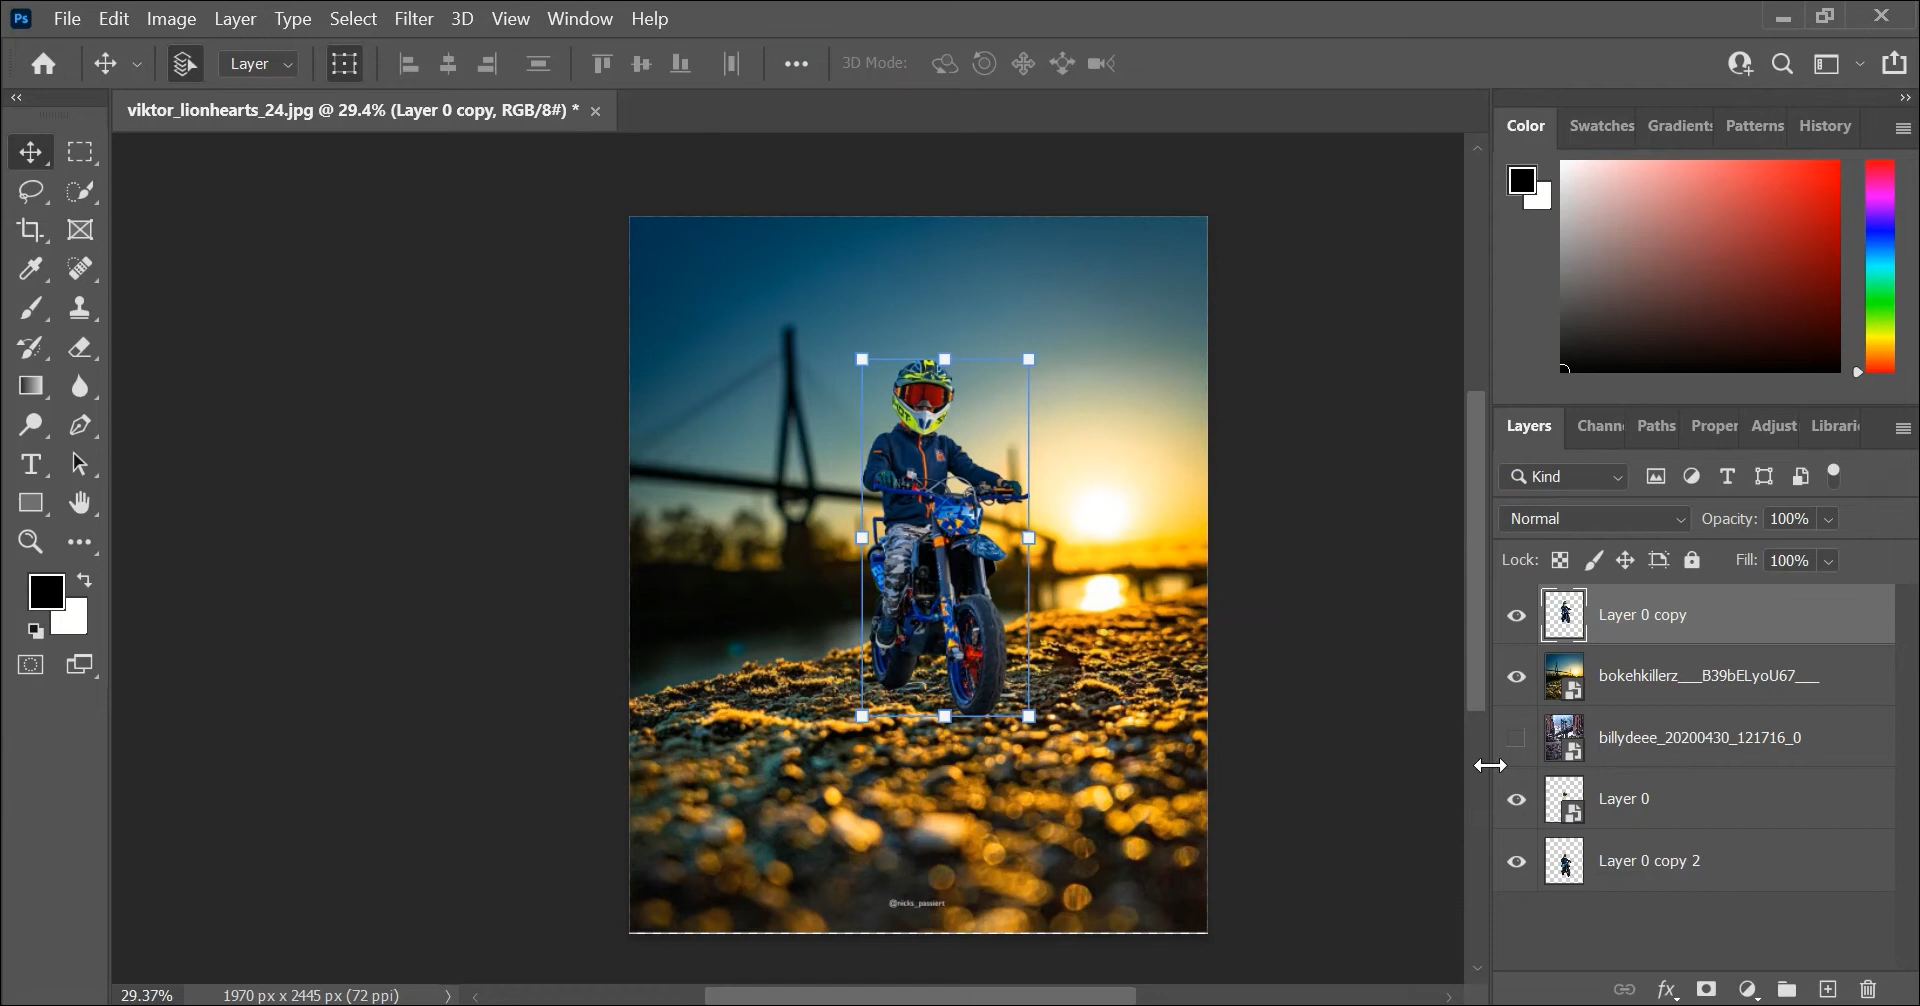 Ps File Edit Image Layer Type Select Filter 3D View Window Help
Layer 3D Mode:
viktor_lionhearts_24.jpg @ 29.4% (Layer 0 copy, RGB/8#) *
Color Swatches Gradients Patterns History
Layers Chann Paths Proper Adjust Librari
Kind
Normal Opacity: 100%
Lock: Fill: 100%
Layer 0 copy
bokehkillerz___B39bELyoU67___
billydeee_20200430_121716_0
Layer 0
Layer 0 copy 2
@nicks_passiert
29.37% 1970 px x 2445 px (72 ppi)
fx